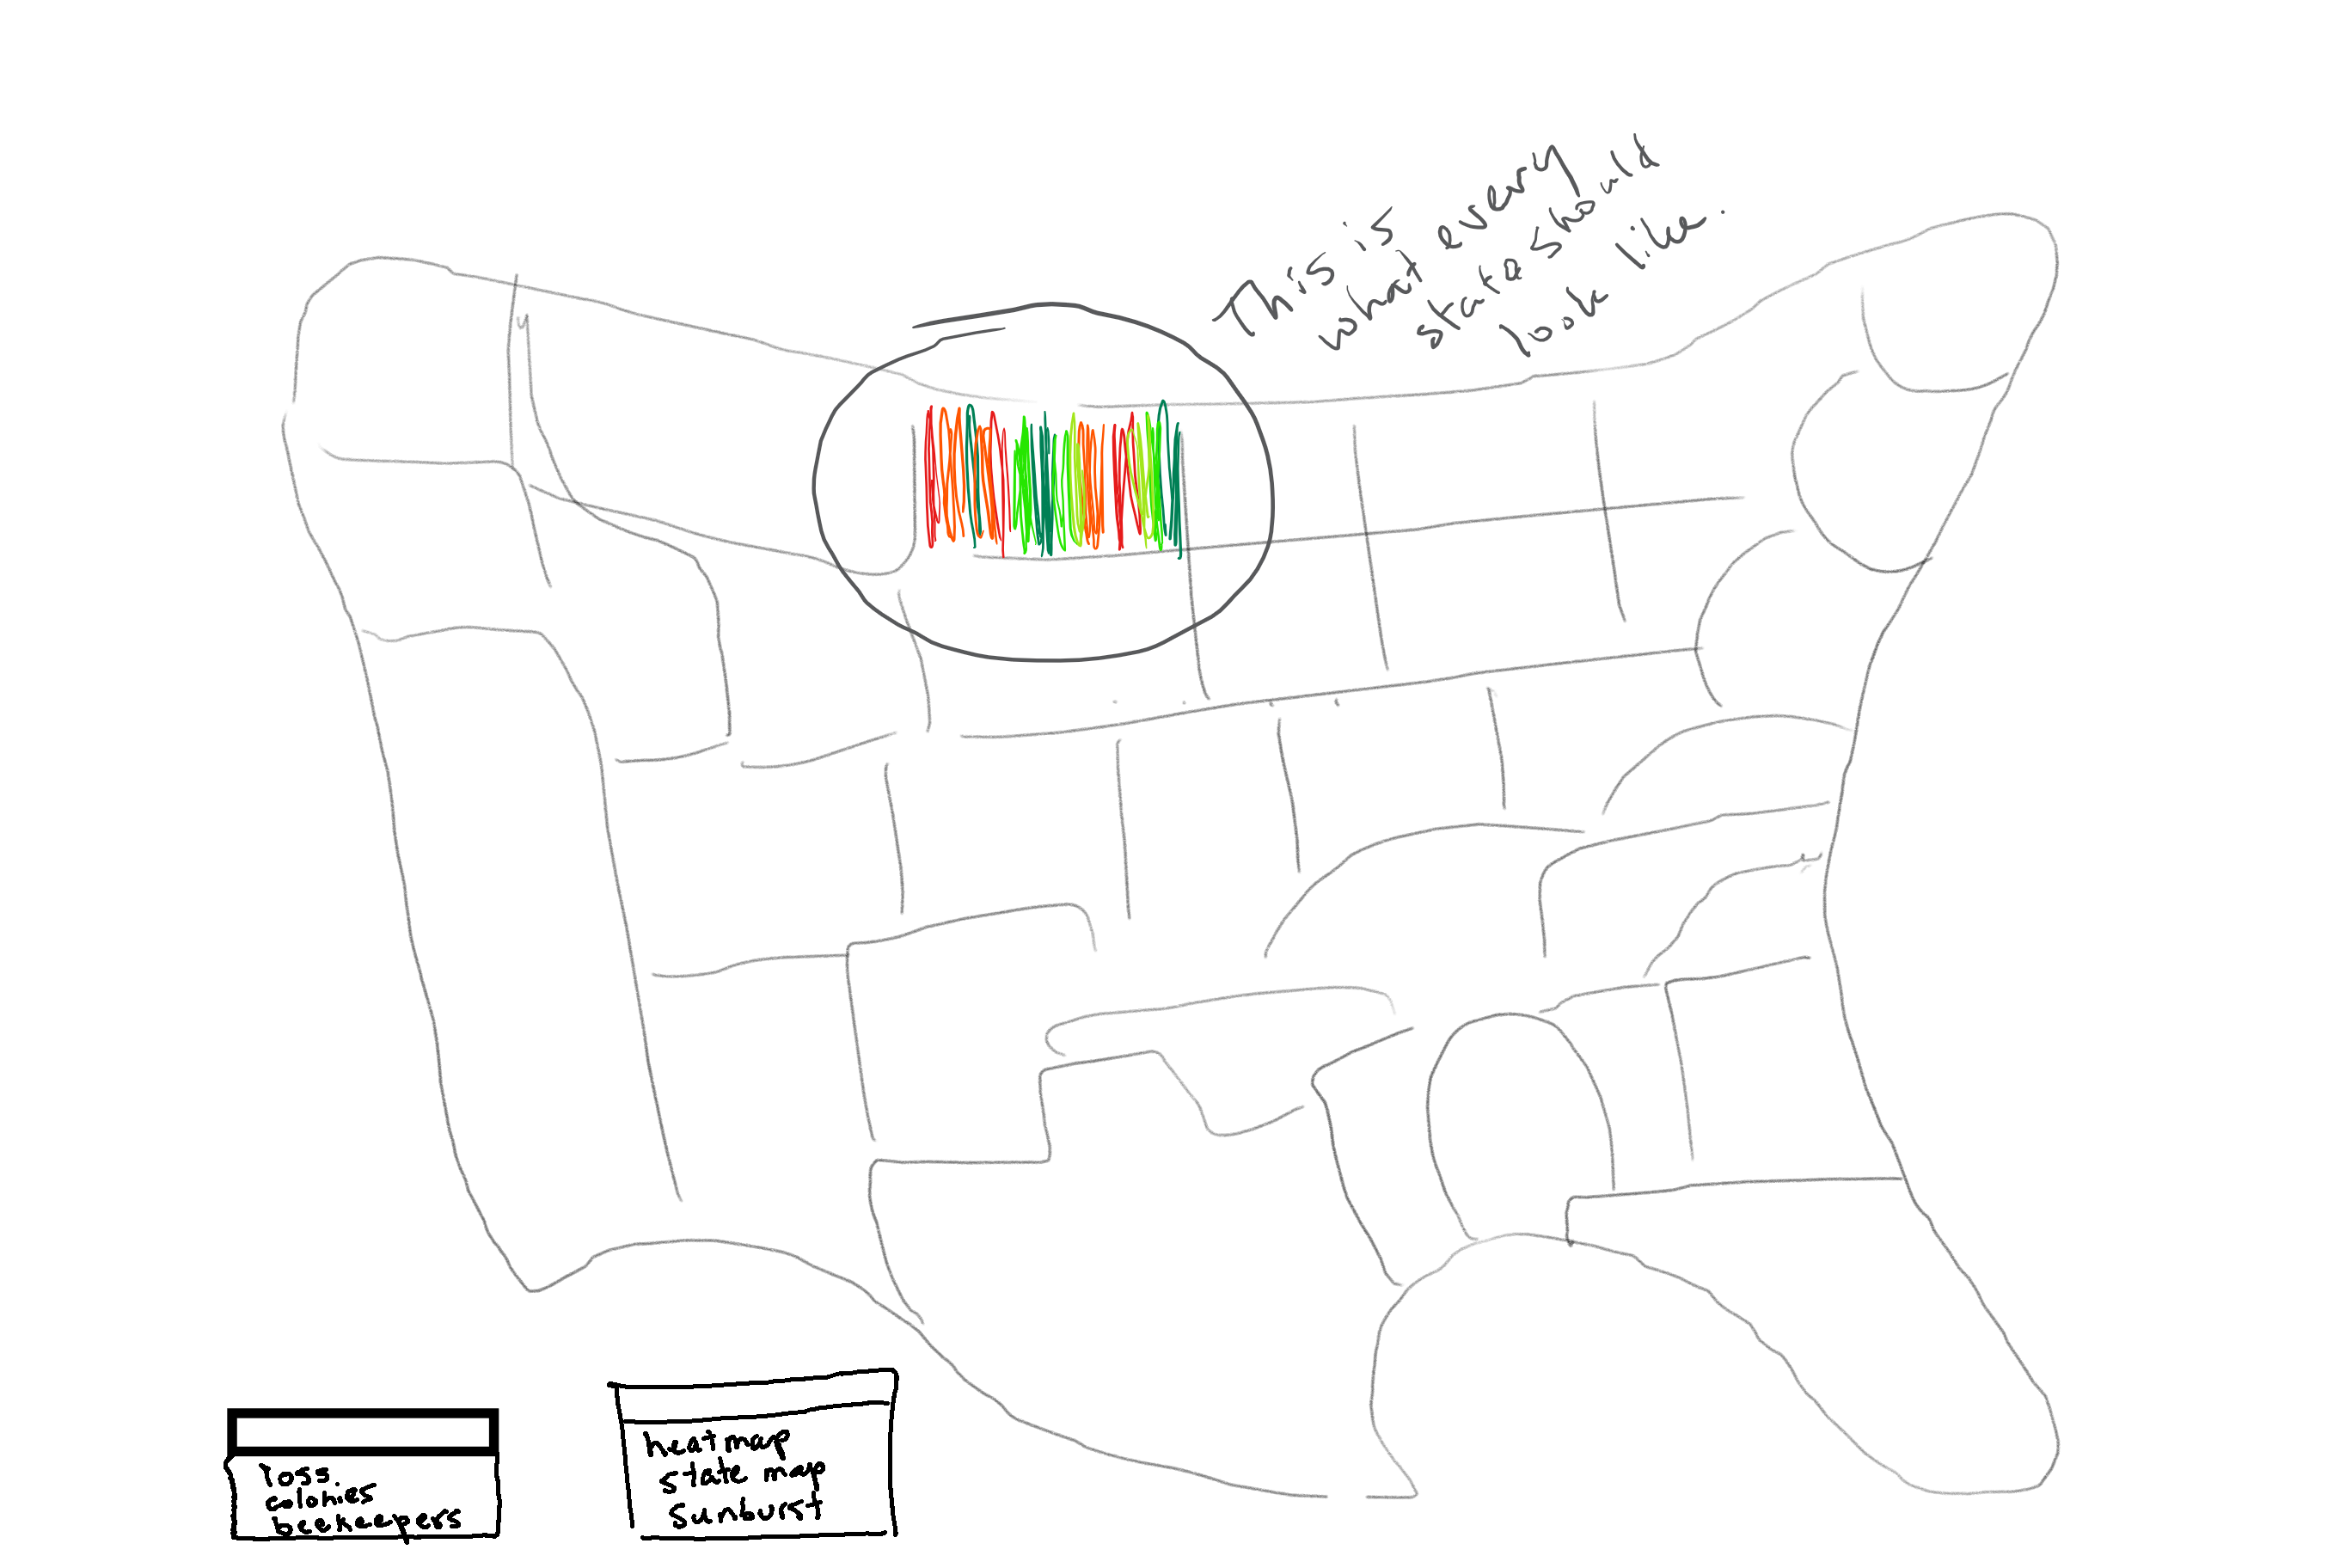 This is
what every
state should
look like.
loss
colonies
beekeepers
heatmap
state map
sunburst